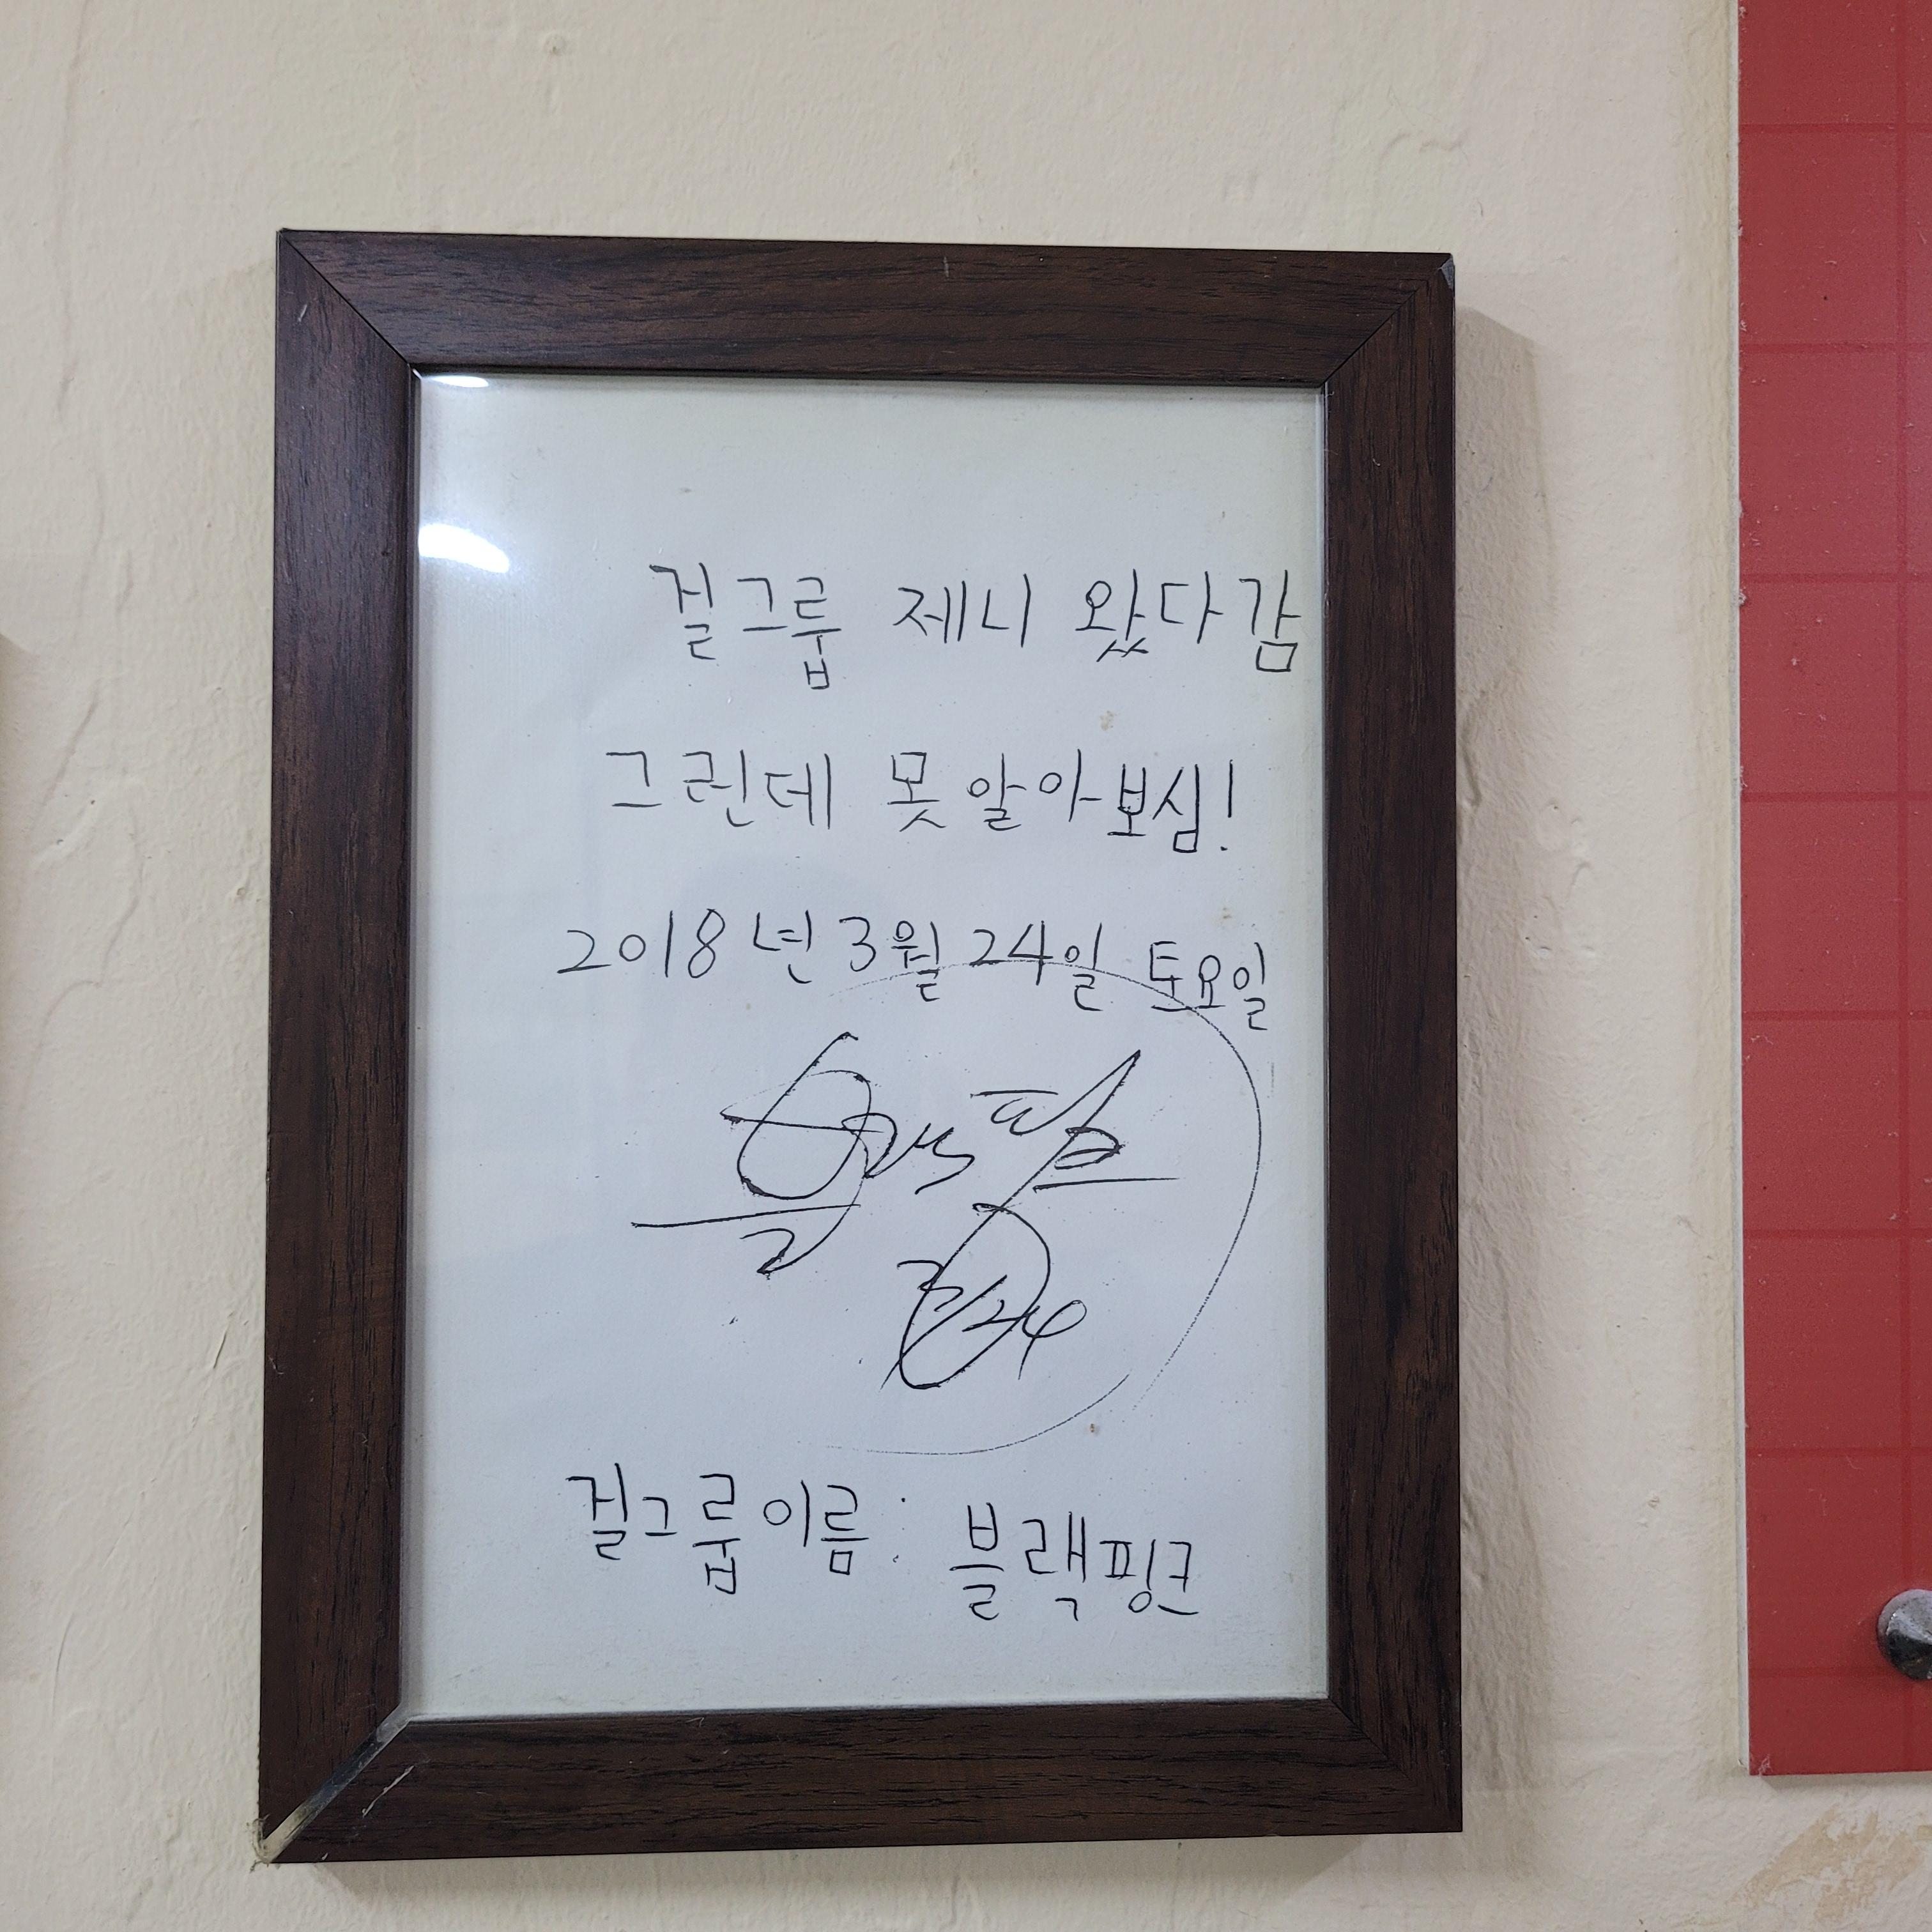 걸그룹 제니 왔다감
그런데 못알아보심!
2018년 3월 24일 토요일
3/24
걸그룹이름 : 블랙핑크